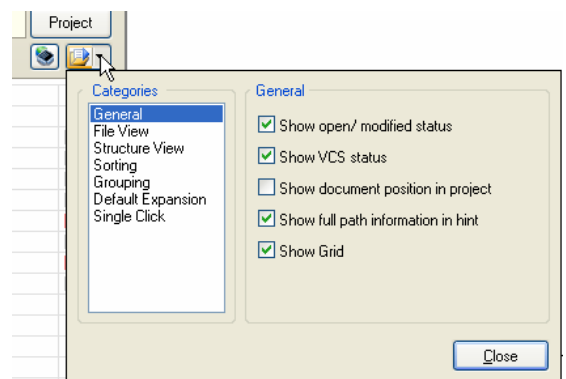 Project
Categories
General
File View
Structure View
Sorting
Grouping
Default Expansion
Single Click
General
Show open/ modified status
Show VCS status
Show document position in project
Show full path information in hint
Show Grid
Close